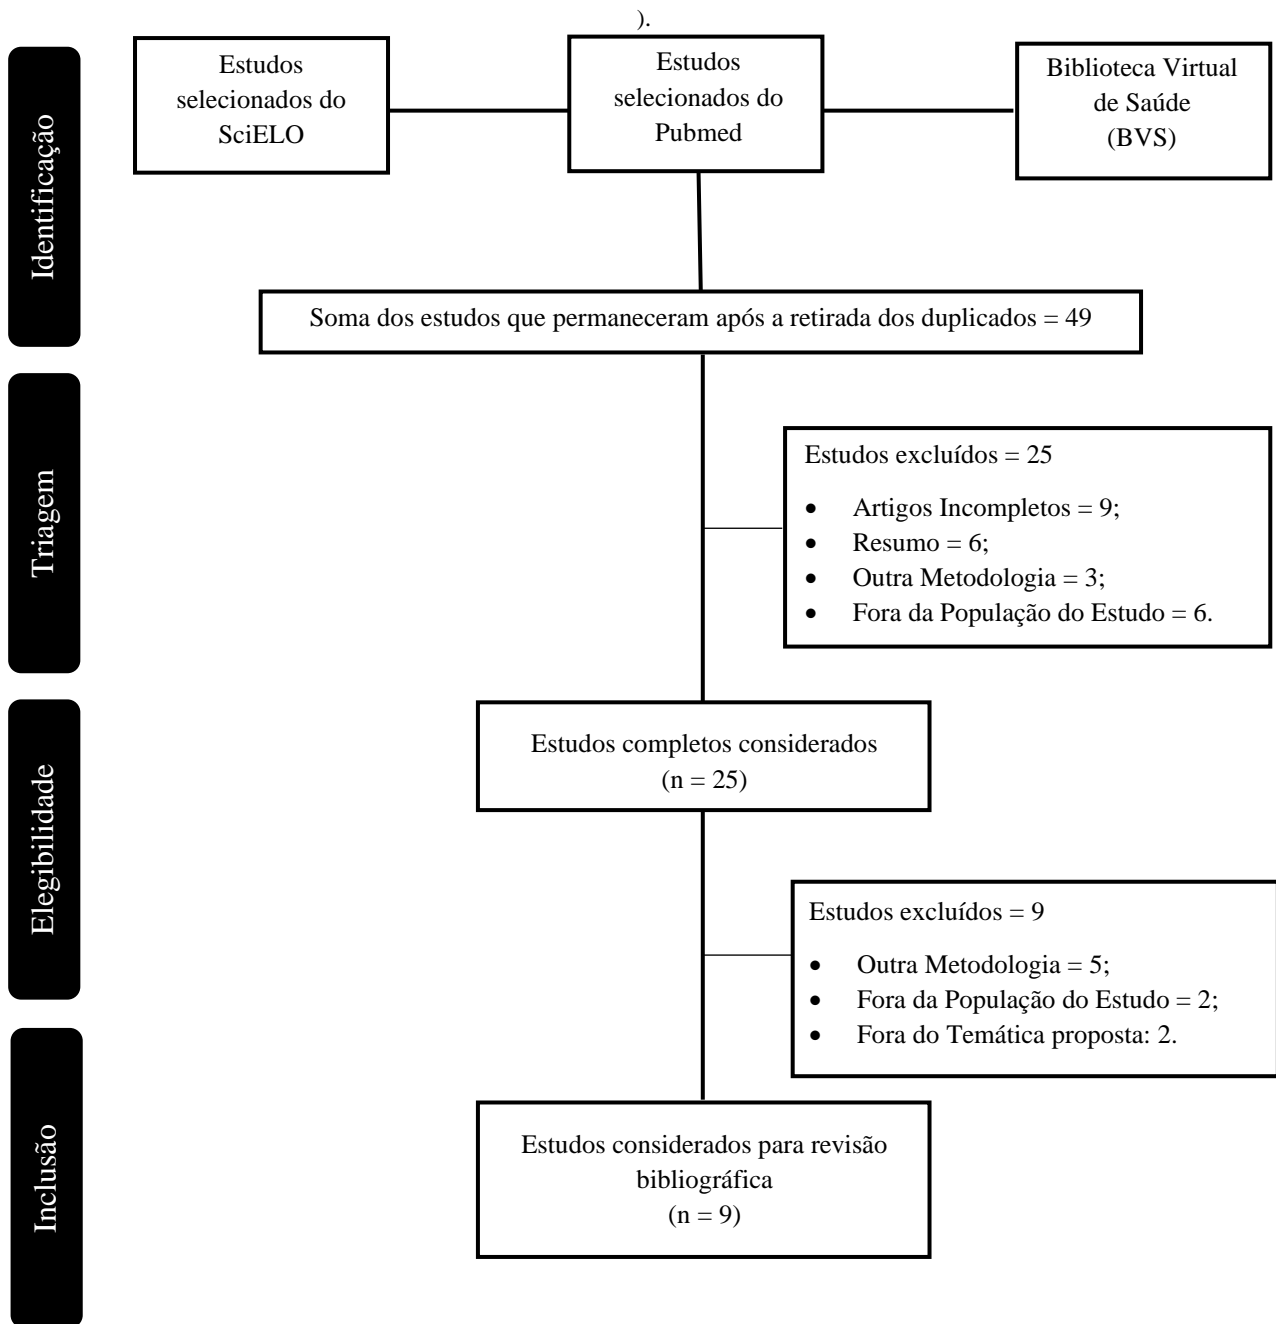 ).
Identificação
Estudos
selecionados do
SciELO
Estudos
selecionados do
Pubmed
Biblioteca Virtual
de Saúde
(BVS)
Soma dos estudos que permaneceram após a retirada dos duplicados = 49
Triagem
Estudos excluídos = 25
• Artigos Incompletos = 9;
• Resumo = 6;
• Outra Metodologia = 3;
• Fora da População do Estudo = 6.
Elegibilidade
Estudos completos considerados
(n = 25)
Estudos excluídos = 9
• Outra Metodologia = 5;
• Fora da População do Estudo = 2;
• Fora do Temática proposta: 2.
Inclusão
Estudos considerados para revisão
bibliográfica
(n = 9)